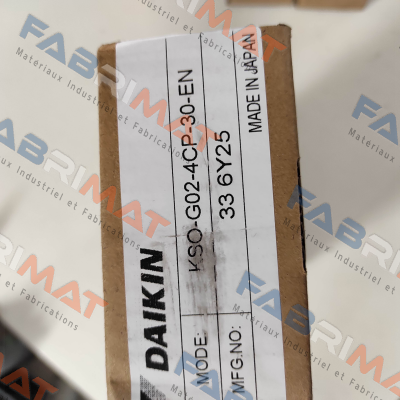 DAIKIN
MODE: KSO-G02-4CP-30-EN
MFG.NO: 33 6Y25
MADE IN JAPAN
FABRIMAT
Materiaux Industriel et Fabrications